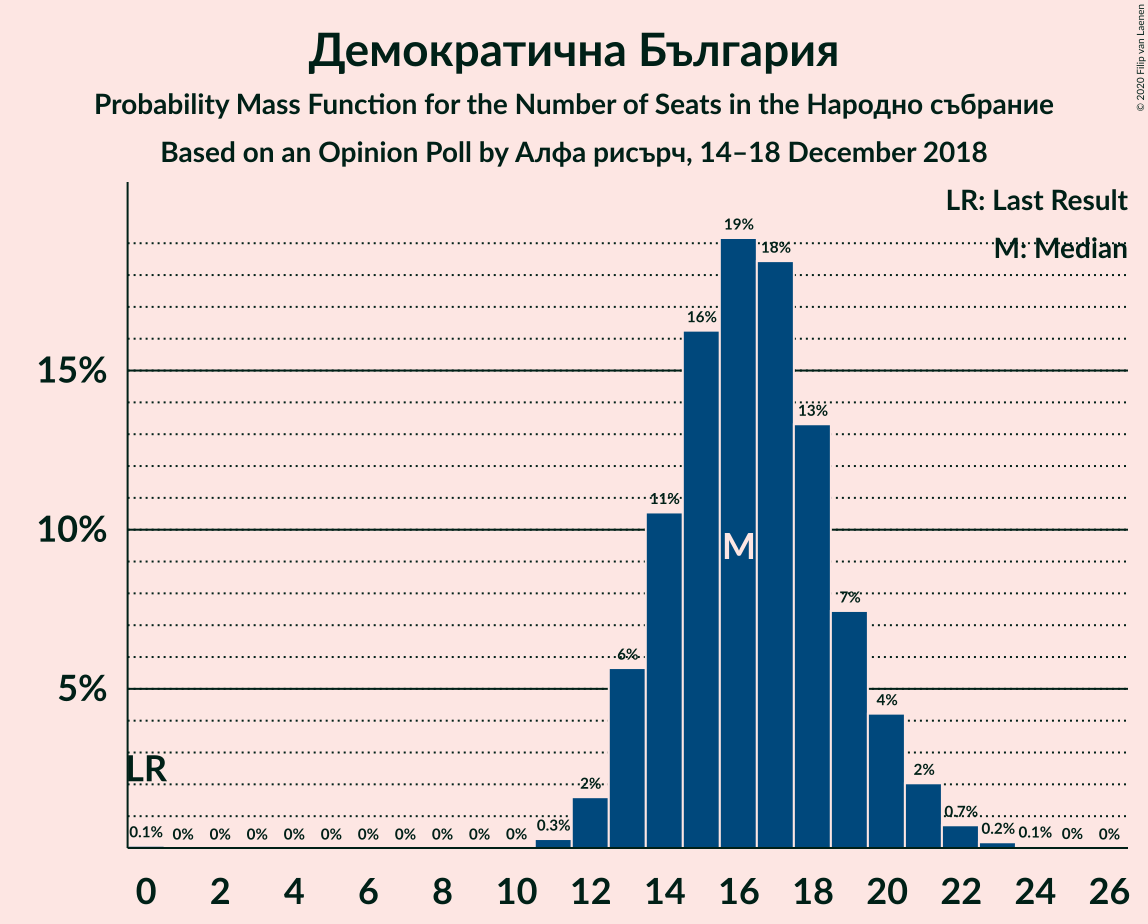 Демократична България
Probability Mass Function for the Number of Seats in the Народно събрание
Based on an Opinion Poll by Алфа рисърч, 14–18 December 2018
© 2020 Filip van Laenen
LR: Last Result
M: Median
15%
10%
5%
LR
M
0.1% 0% 0% 0% 0% 0% 0% 0% 0% 0% 0% 0.3% 2% 6% 11% 16% 19% 18% 13% 7% 4% 2% 0.7% 0.2% 0.1% 0% 0%
0 2 4 6 8 10 12 14 16 18 20 22 24 26